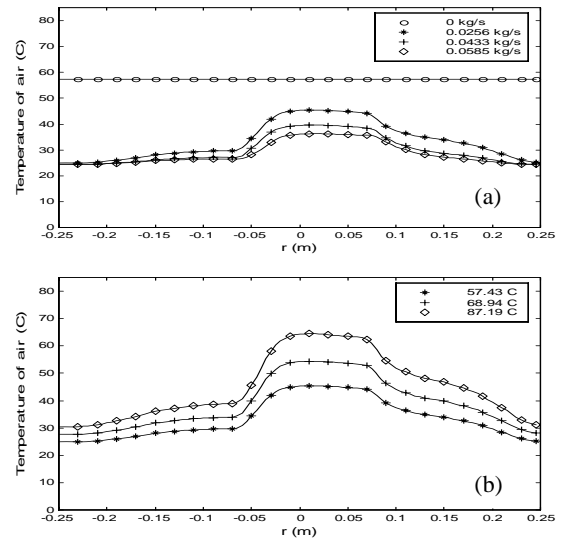 80
70
60
50
40
30
20
10
0
Temperature of air (C)
0 kg/s
0.0256 kg/s
0.0433 kg/s
0.0585 kg/s
(a)
-0.25 -0.2 -0.15 -0.1 -0.05 0 0.05 0.1 0.15 0.2 0.25
r (m)
80
70
60
50
40
30
20
10
0
Temperature of air (C)
57.43 C
68.94 C
87.19 C
(b)
-0.25 -0.2 -0.15 -0.1 -0.05 0 0.05 0.1 0.15 0.2 0.25
r (m)